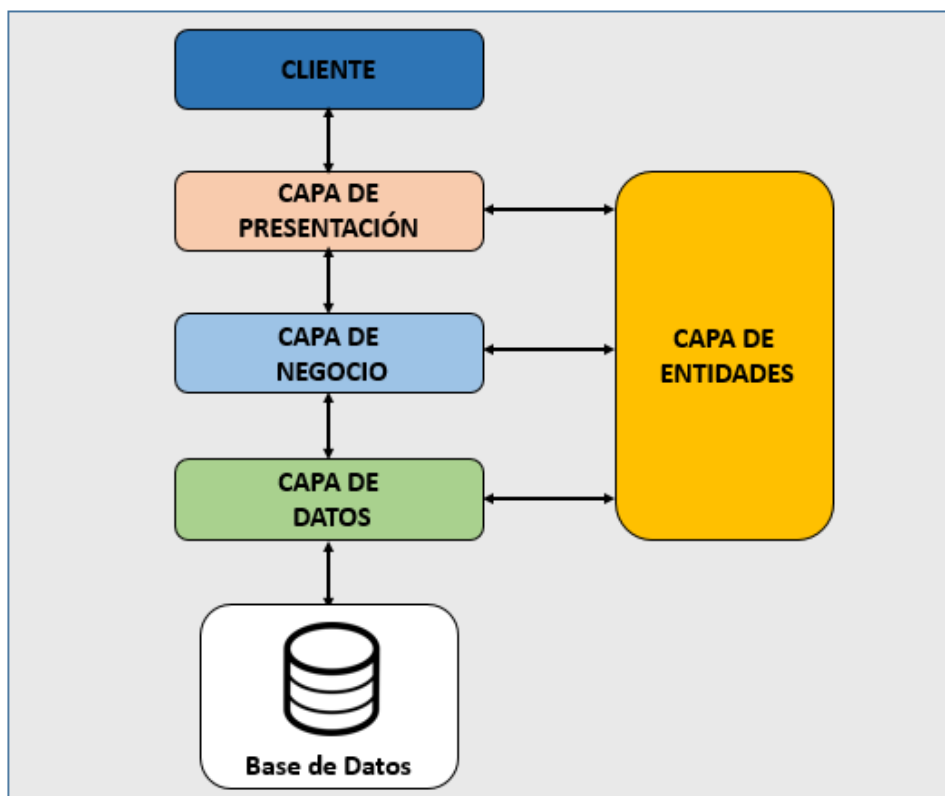 CLIENTE
CAPA DE
PRESENTACIÓN
CAPA DE
NEGOCIO
CAPA DE
ENTIDADES
CAPA DE
DATOS
Base de Datos